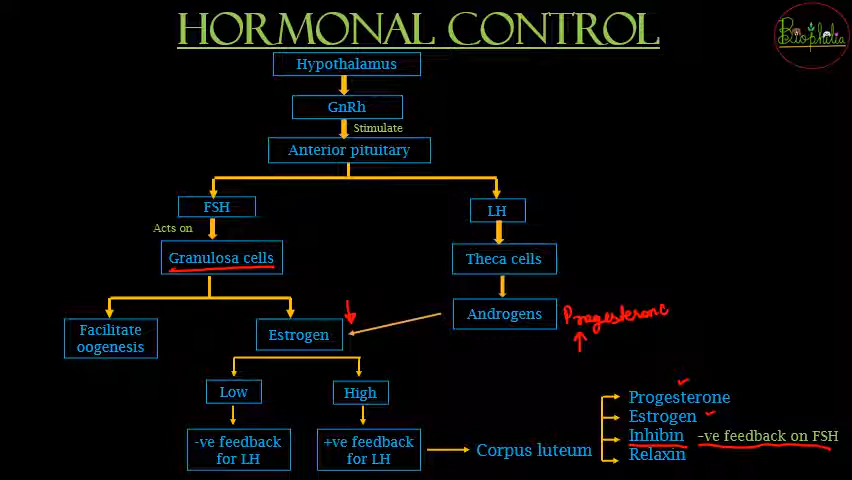 HORMONAL CONTROL
Biophilia
Hypothalamus
GnRh
Stimulate
Anterior pituitary
FSH
LH
Acts on
Granulosa cells
Theca cells
Androgens
Progesterone
Facilitate
oogenesis
Estrogen
Low
High
-ve feedback
for LH
+ve feedback
for LH
Corpus luteum
Progesterone
Estrogen
Inhibin
-ve feedback on FSH
Relaxin